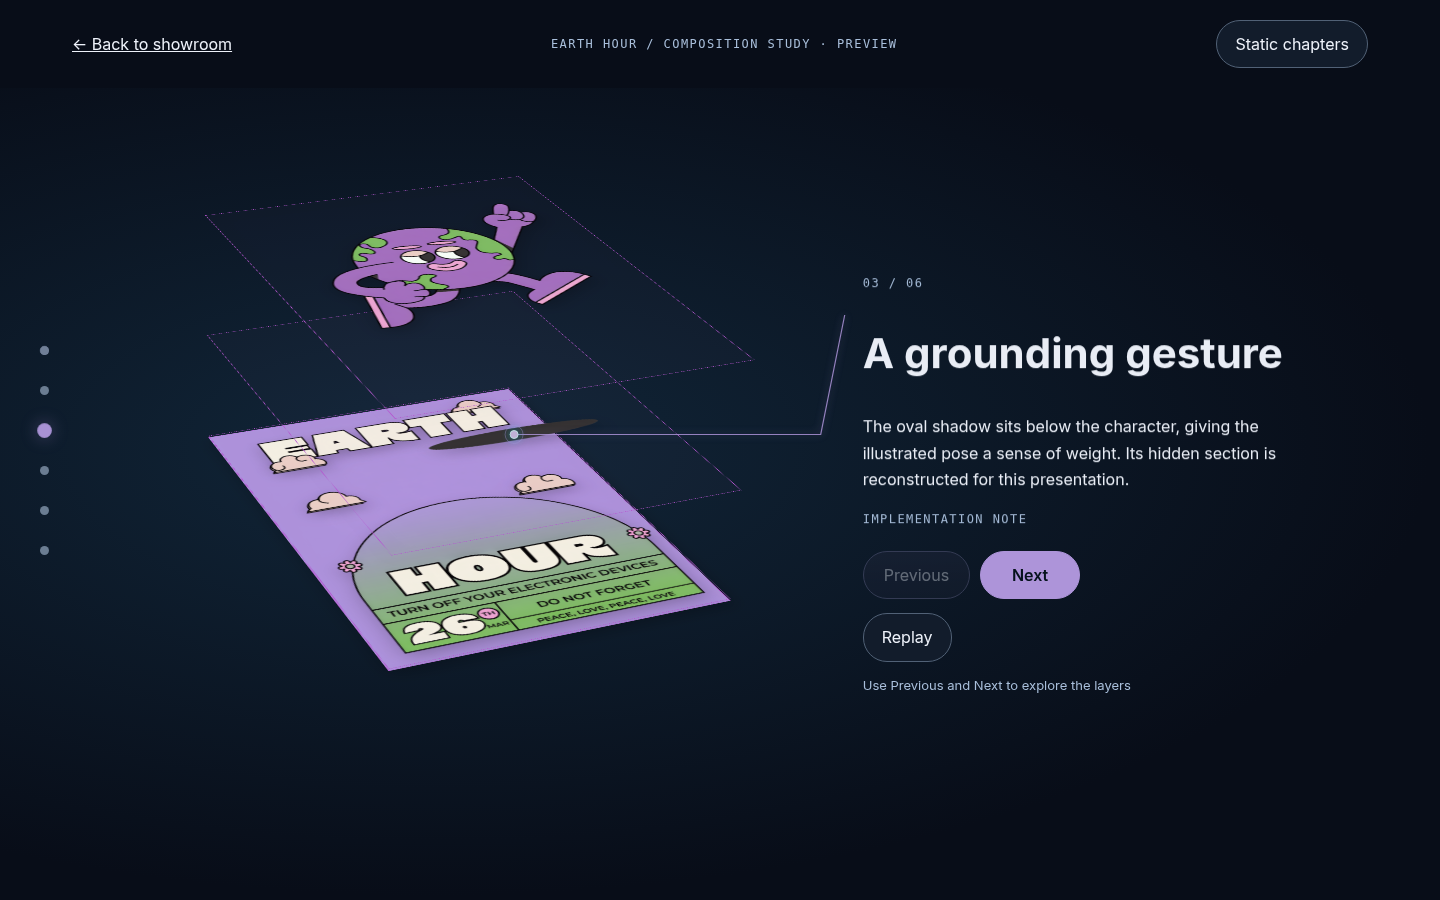 ← Back to showroom
EARTH HOUR / COMPOSITION STUDY · PREVIEW
Static chapters
EARTH
HOUR
TURN OFF YOUR ELECTRONIC DEVICES
26TH MAR
DO NOT FORGET
PEACE, LOVE, PEACE, LOVE
03 / 06
A grounding gesture
The oval shadow sits below the character, giving the
illustrated pose a sense of weight. Its hidden section is
reconstructed for this presentation.
IMPLEMENTATION NOTE
Previous
Next
Replay
Use Previous and Next to explore the layers